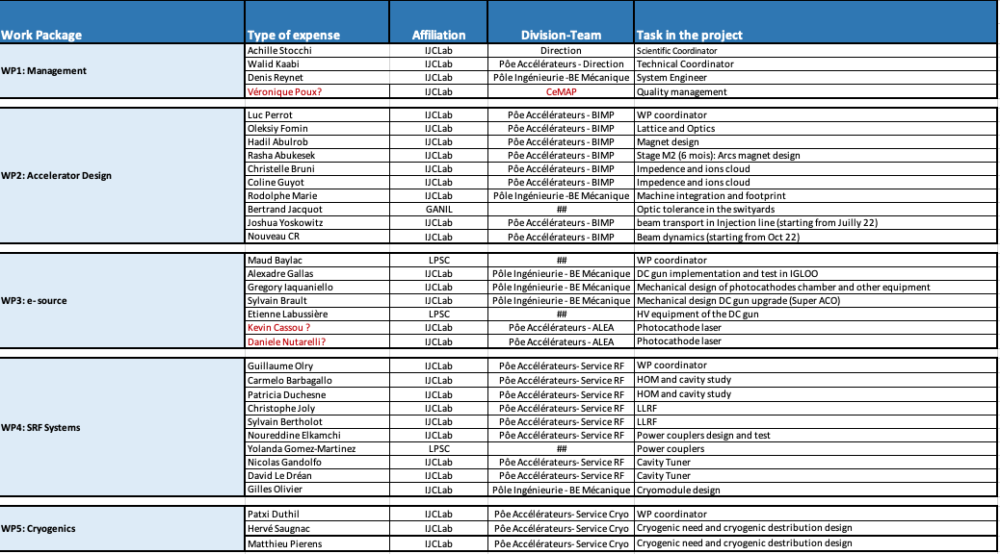 Work Package Type of expense Affiliation Division-Team Task in the project
WP1: Management
Achille Stocchi IJCLab Direction Scientific Coordinator
Walid Kaabi IJCLab Pôe Accélérateurs - Direction Technical Coordinator
Denis Reynet IJCLab Pôle Ingénieurie -BE Mécanique System Engineer
Véronique Poux? IJCLab CeMAP Quality management
WP2: Accelerator Design
Luc Perrot IJCLab Pôe Accélérateurs - BIMP WP coordinator
Oleksiy Fomin IJCLab Pôe Accélérateurs - BIMP Lattice and Optics
Hadil Abulrob IJCLab Pôe Accélérateurs - BIMP Magnet design
Rasha Abukesek IJCLab Pôe Accélérateurs - BIMP Stage M2 (6 mois): Arcs magnet design
Christelle Bruni IJCLab Pôe Accélérateurs - BIMP Impedence and ions cloud
Coline Guyot IJCLab Pôe Accélérateurs - BIMP Impedence and ions cloud
Rodolphe Marie IJCLab Pôle Ingénieurie -BE Mécanique Machine integration and footprint
Bertrand Jacquot GANIL ## Optic tolerance in the swityards
Joshua Yoskowitz IJCLab Pôe Accélérateurs - BIMP beam transport in Injection line (starting from Juilly 22)
Nouveau CR IJCLab Pôe Accélérateurs - BIMP Beam dynamics (starting from Oct 22)
WP3: e- source
Maud Baylac LPSC ## WP coordinator
Alexadre Gallas IJCLab Pôle Ingénieurie - BE Mécanique DC gun implementation and test in IGLOO
Gregory Iaquaniello IJCLab Pôle Ingénieurie - BE Mécanique Mechanical design of photocathodes chamber and other equipment
Sylvain Brault IJCLab Pôle Ingénieurie - BE Mécanique Mechanical design DC gun upgrade (Super ACO)
Etienne Labussière LPSC ## HV equipment of the DC gun
Kevin Cassou ? IJCLab Pôe Accélérateurs - ALEA Photocathode laser
Daniele Nutarelli? IJCLab Pôe Accélérateurs - ALEA Photocathode laser
WP4: SRF Systems
Guillaume Olry IJCLab Pôe Accélérateurs- Service RF WP coordinator
Carmelo Barbagallo IJCLab Pôe Accélérateurs- Service RF HOM and cavity study
Patricia Duchesne IJCLab Pôe Accélérateurs- Service RF HOM and cavity study
Christophe Joly IJCLab Pôe Accélérateurs- Service RF LLRF
Sylvain Bertholot IJCLab Pôe Accélérateurs- Service RF LLRF
Noureddine Elkamchi IJCLab Pôe Accélérateurs- Service RF Power couplers design and test
Yolanda Gomez-Martinez LPSC ## Power couplers
Nicolas Gandolfo IJCLab Pôe Accélérateurs- Service RF Cavity Tuner
David Le Dréan IJCLab Pôe Accélérateurs- Service RF Cavity Tuner
Gilles Olivier IJCLab Pôle Ingénieurie - BE Mécanique Cryomodule design
WP5: Cryogenics
Patxi Duthil IJCLab Pôe Accélérateurs- Service Cryo WP coordinator
Hervé Saugnac IJCLab Pôe Accélérateurs- Service Cryo Cryogenic need and cryogenic destribution design
Matthieu Pierens IJCLab Pôe Accélérateurs- Service Cryo Cryogenic need and cryogenic destribution design